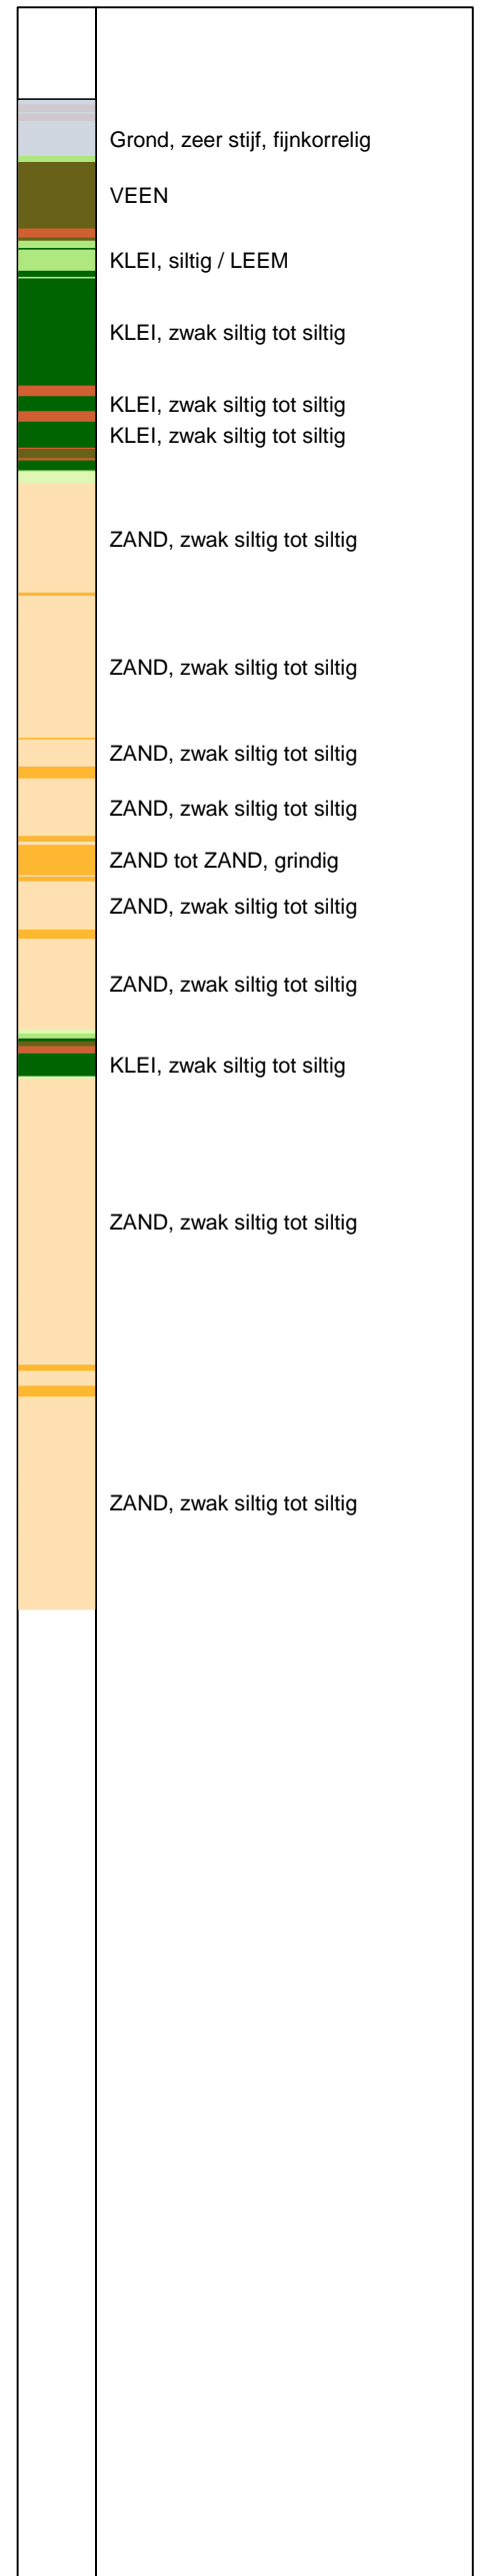 Grond, zeer stijf, fijnkorrelig
VEEN
KLEI, siltig / LEEM
KLEI, zwak siltig tot siltig
KLEI, zwak siltig tot siltig
KLEI, zwak siltig tot siltig
ZAND, zwak siltig tot siltig
ZAND, zwak siltig tot siltig
ZAND, zwak siltig tot siltig
ZAND, zwak siltig tot siltig
ZAND tot ZAND, grindig
ZAND, zwak siltig tot siltig
ZAND, zwak siltig tot siltig
KLEI, zwak siltig tot siltig
ZAND, zwak siltig tot siltig
ZAND, zwak siltig tot siltig